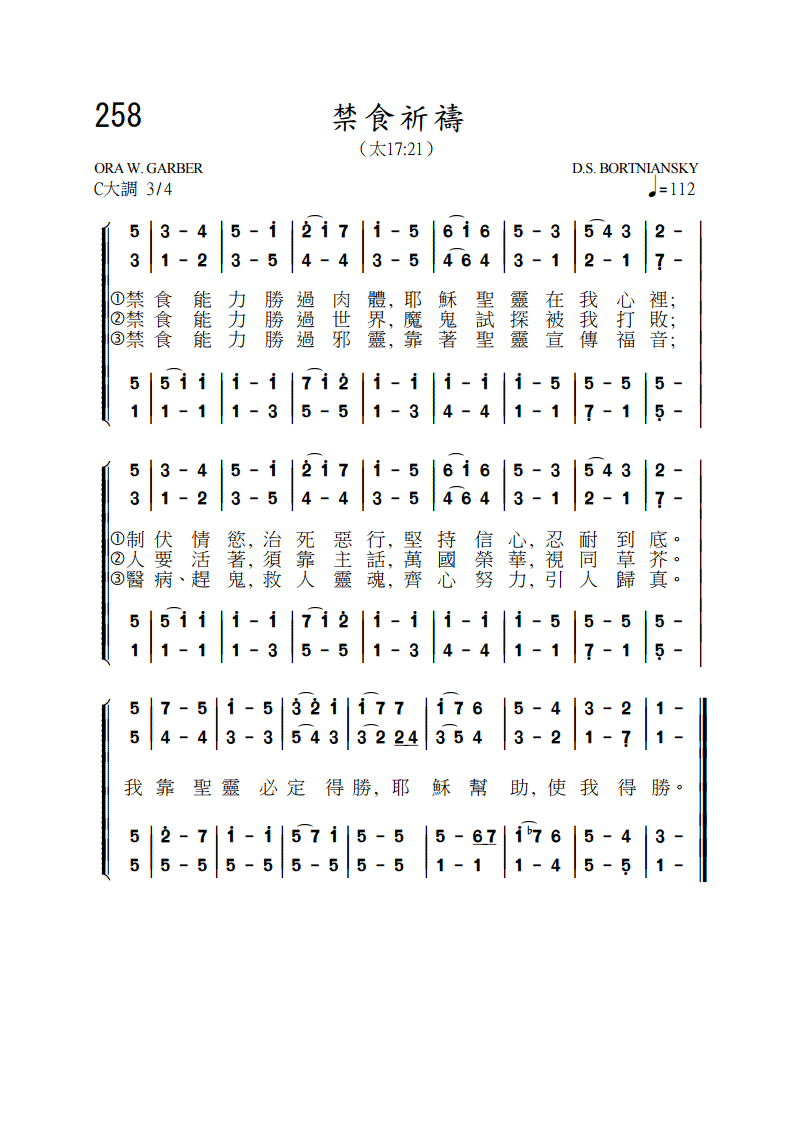 258
禁食祈禱
（太17:21）
ORA W. GARBER D.S. BORTNIANSKY
C大調 3/4 ♩=112
5 | 3 - 4 | 5 - i | 2̇ i 7 | i - 5 | 6 i 6 | 5 - 3 | 5 4 3 | 2 -
3 | 1 - 2 | 3 - 5 | 4 - 4 | 3 - 5 | 4 6 4 | 3 - 1 | 2 - 1 | 7̣ -
①禁食能力勝過肉體,耶穌聖靈在我心裡;
②禁食能力勝過世界,魔鬼試探被我打敗;
③禁食能力勝過邪靈,靠著聖靈宣傳福音;
5 | 5 i i | i - i | 7 i 2̇ | i - i | i - i | i - 5 | 5 - 5 | 5 -
1 | 1 - 1 | 1 - 3 | 5 - 5 | 1 - 3 | 4 - 4 | 1 - 1 | 7̣ - 1 | 5̣ -
5 | 3 - 4 | 5 - i | 2̇ i 7 | i - 5 | 6 i 6 | 5 - 3 | 5 4 3 | 2 -
3 | 1 - 2 | 3 - 5 | 4 - 4 | 3 - 5 | 4 6 4 | 3 - 1 | 2 - 1 | 7̣ -
①制伏情慾,治死惡行,堅持信心,忍耐到底。
②人要活著,須靠主話,萬國榮華,視同草芥。
③醫病、趕鬼,救人靈魂,齊心努力,引人歸真。
5 | 5 i i | i - i | 7 i 2̇ | i - i | i - i | i - 5 | 5 - 5 | 5 -
1 | 1 - 1 | 1 - 3 | 5 - 5 | 1 - 3 | 4 - 4 | 1 - 1 | 7̣ - 1 | 5̣ -
5 | 7 - 5 | i - 5 | 3̇ 2̇ i | i 7 7 | i 7 6 | 5 - 4 | 3 - 2 | 1 -
5 | 4 - 4 | 3 - 3 | 5 4 3 | 3 2 24 | 3 5 4 | 3 - 2 | 1 - 7̣ | 1 -
我靠聖靈必定得勝,耶穌幫助,使我得勝。
5 | 2̇ - 7 | i - i | 5 7 i | 5 - 5 | 5 - 67 | i ♭7 6 | 5 - 4 | 3 -
5 | 5 - 5 | 5 - 5 | 5 - 5 | 5 - 5 | 1 - 1 | 4 - 4 | 5 - 5̣ | 1 -